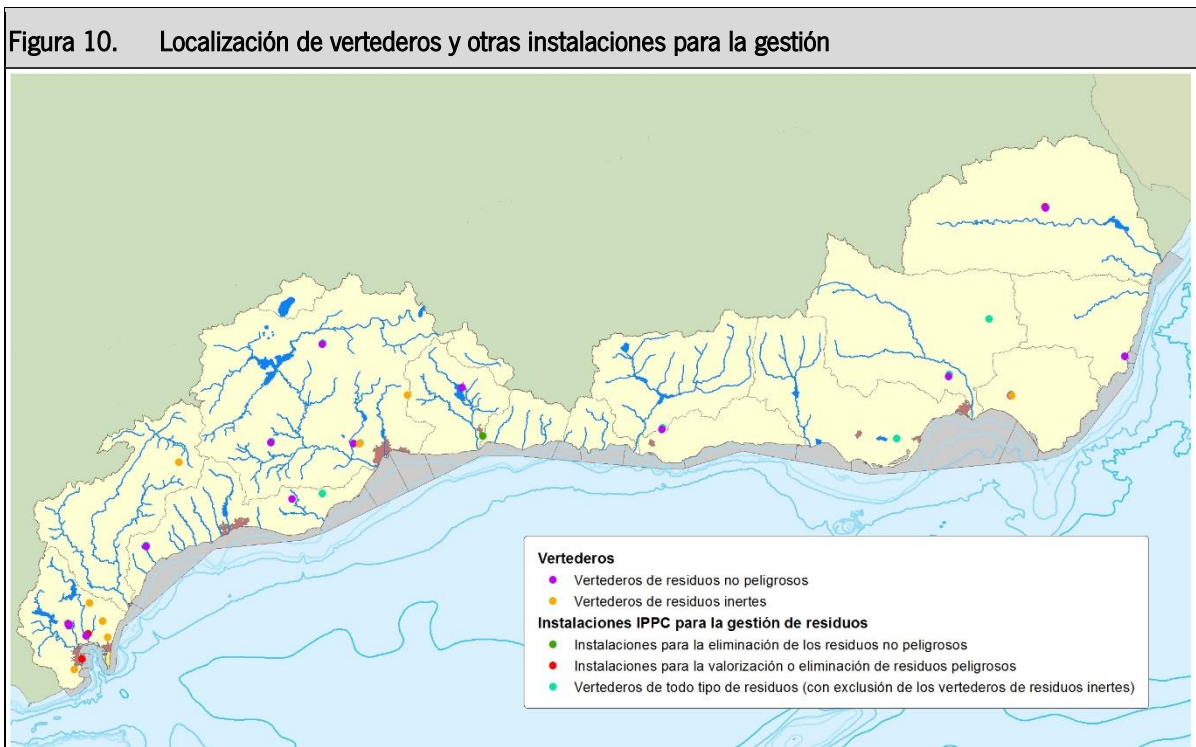 Figura 10. Localización de vertederos y otras instalaciones para la gestión
Vertederos
Vertederos de residuos no peligrosos
Vertederos de residuos inertes
Instalaciones IPPC para la gestión de residuos
Instalaciones para la eliminación de los residuos no peligrosos
Instalaciones para la valorización o eliminación de residuos peligrosos
Vertederos de todo tipo de residuos (con exclusión de los vertederos de residuos inertes)